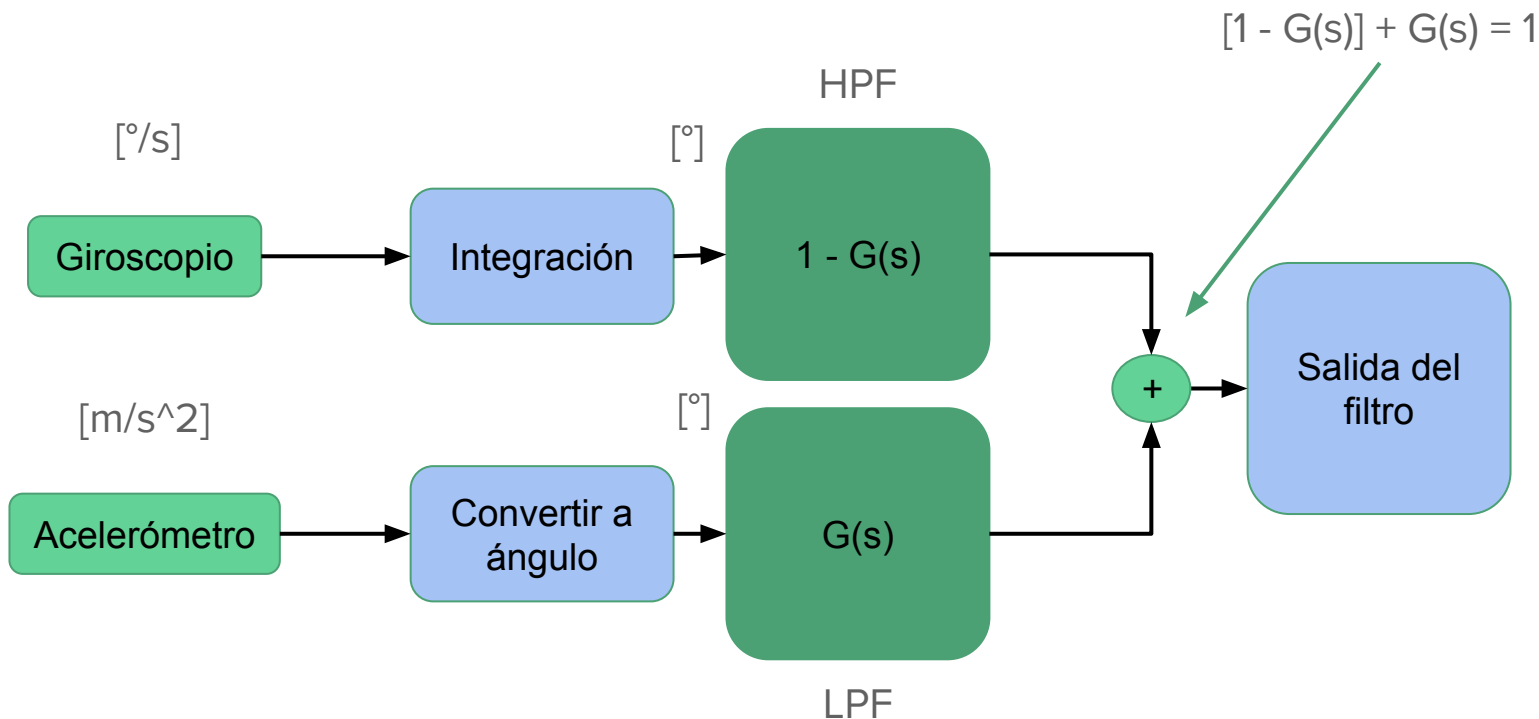 [1 - G(s)] + G(s) = 1
HPF
[°/s]
[°]
Giroscopio
Integración
1 - G(s)
+
Salida del
filtro
[m/s^2]
[°]
Acelerómetro
Convertir a
ángulo
G(s)
LPF